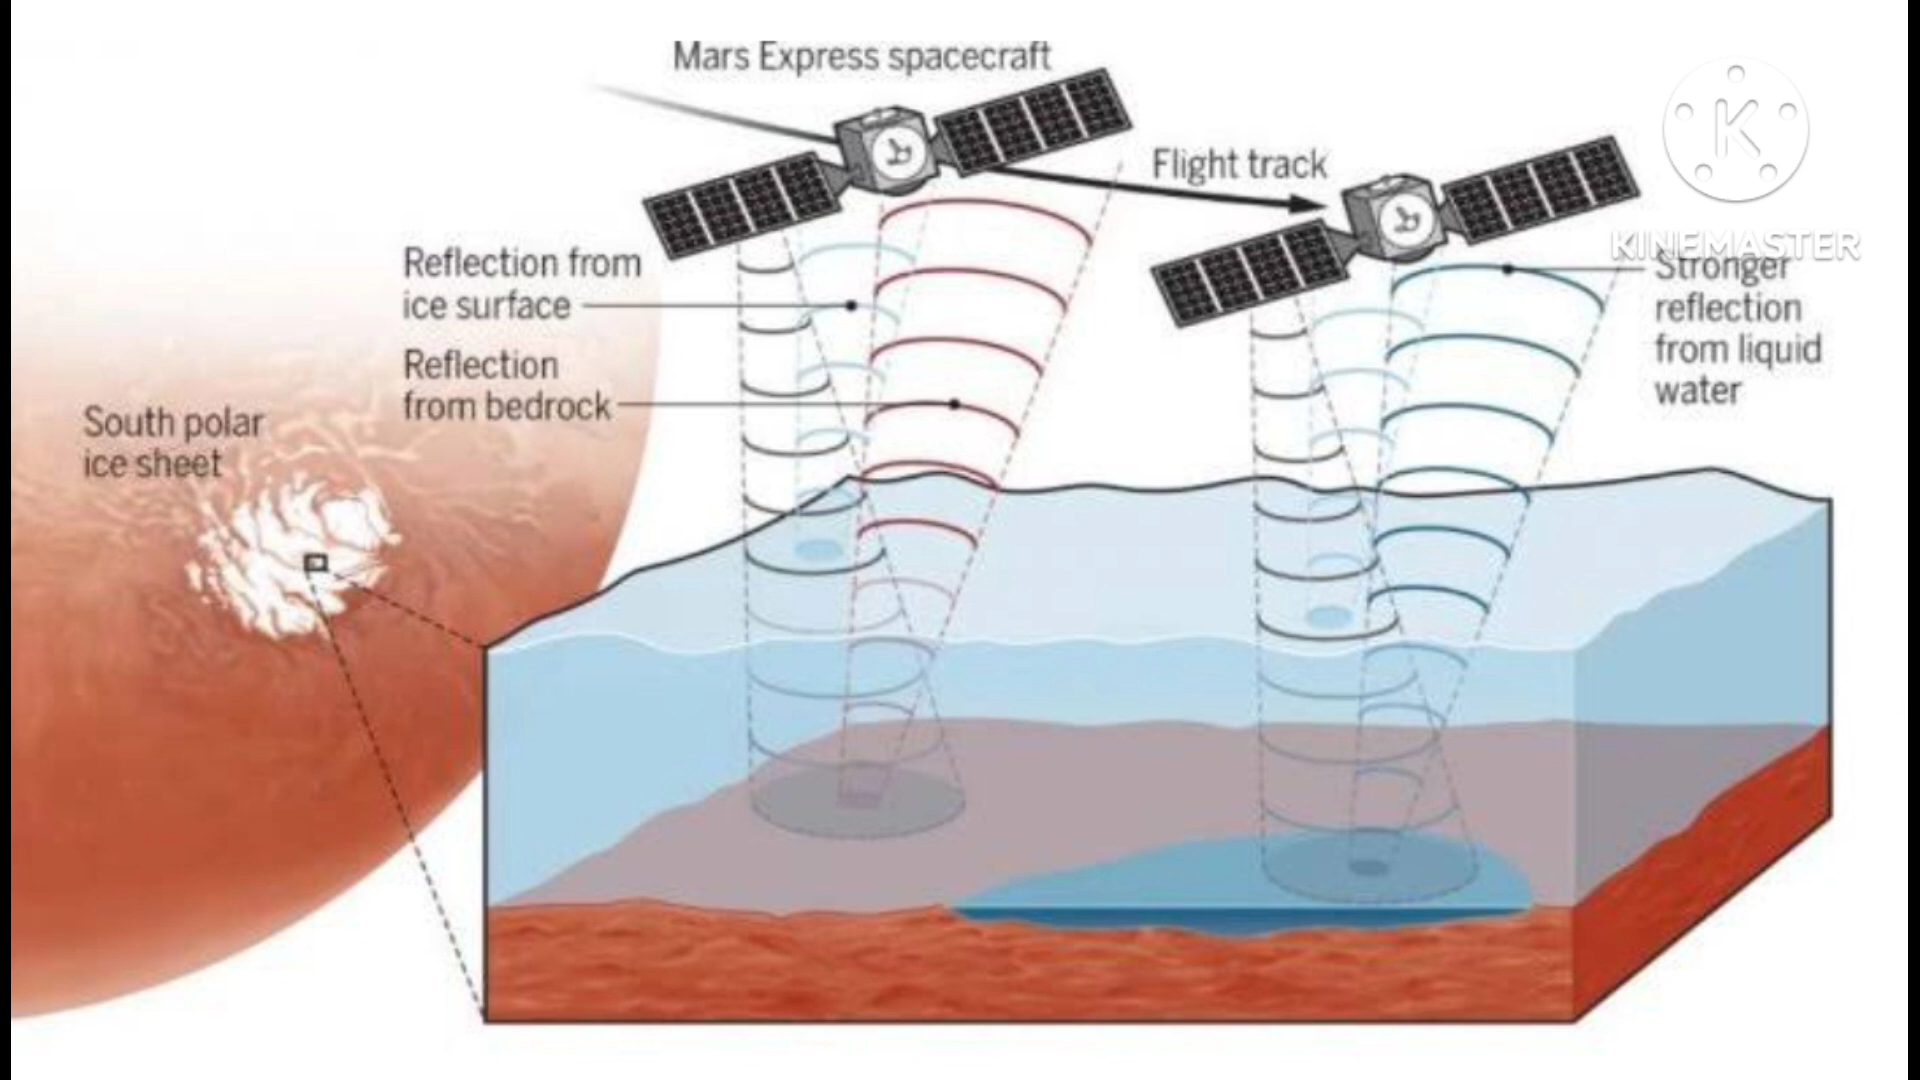 Mars Express spacecraft
Flight track
K
KINEMASTER
Reflection from
ice surface
Reflection
from bedrock
Stronger
reflection
from liquid
water
South polar
ice sheet